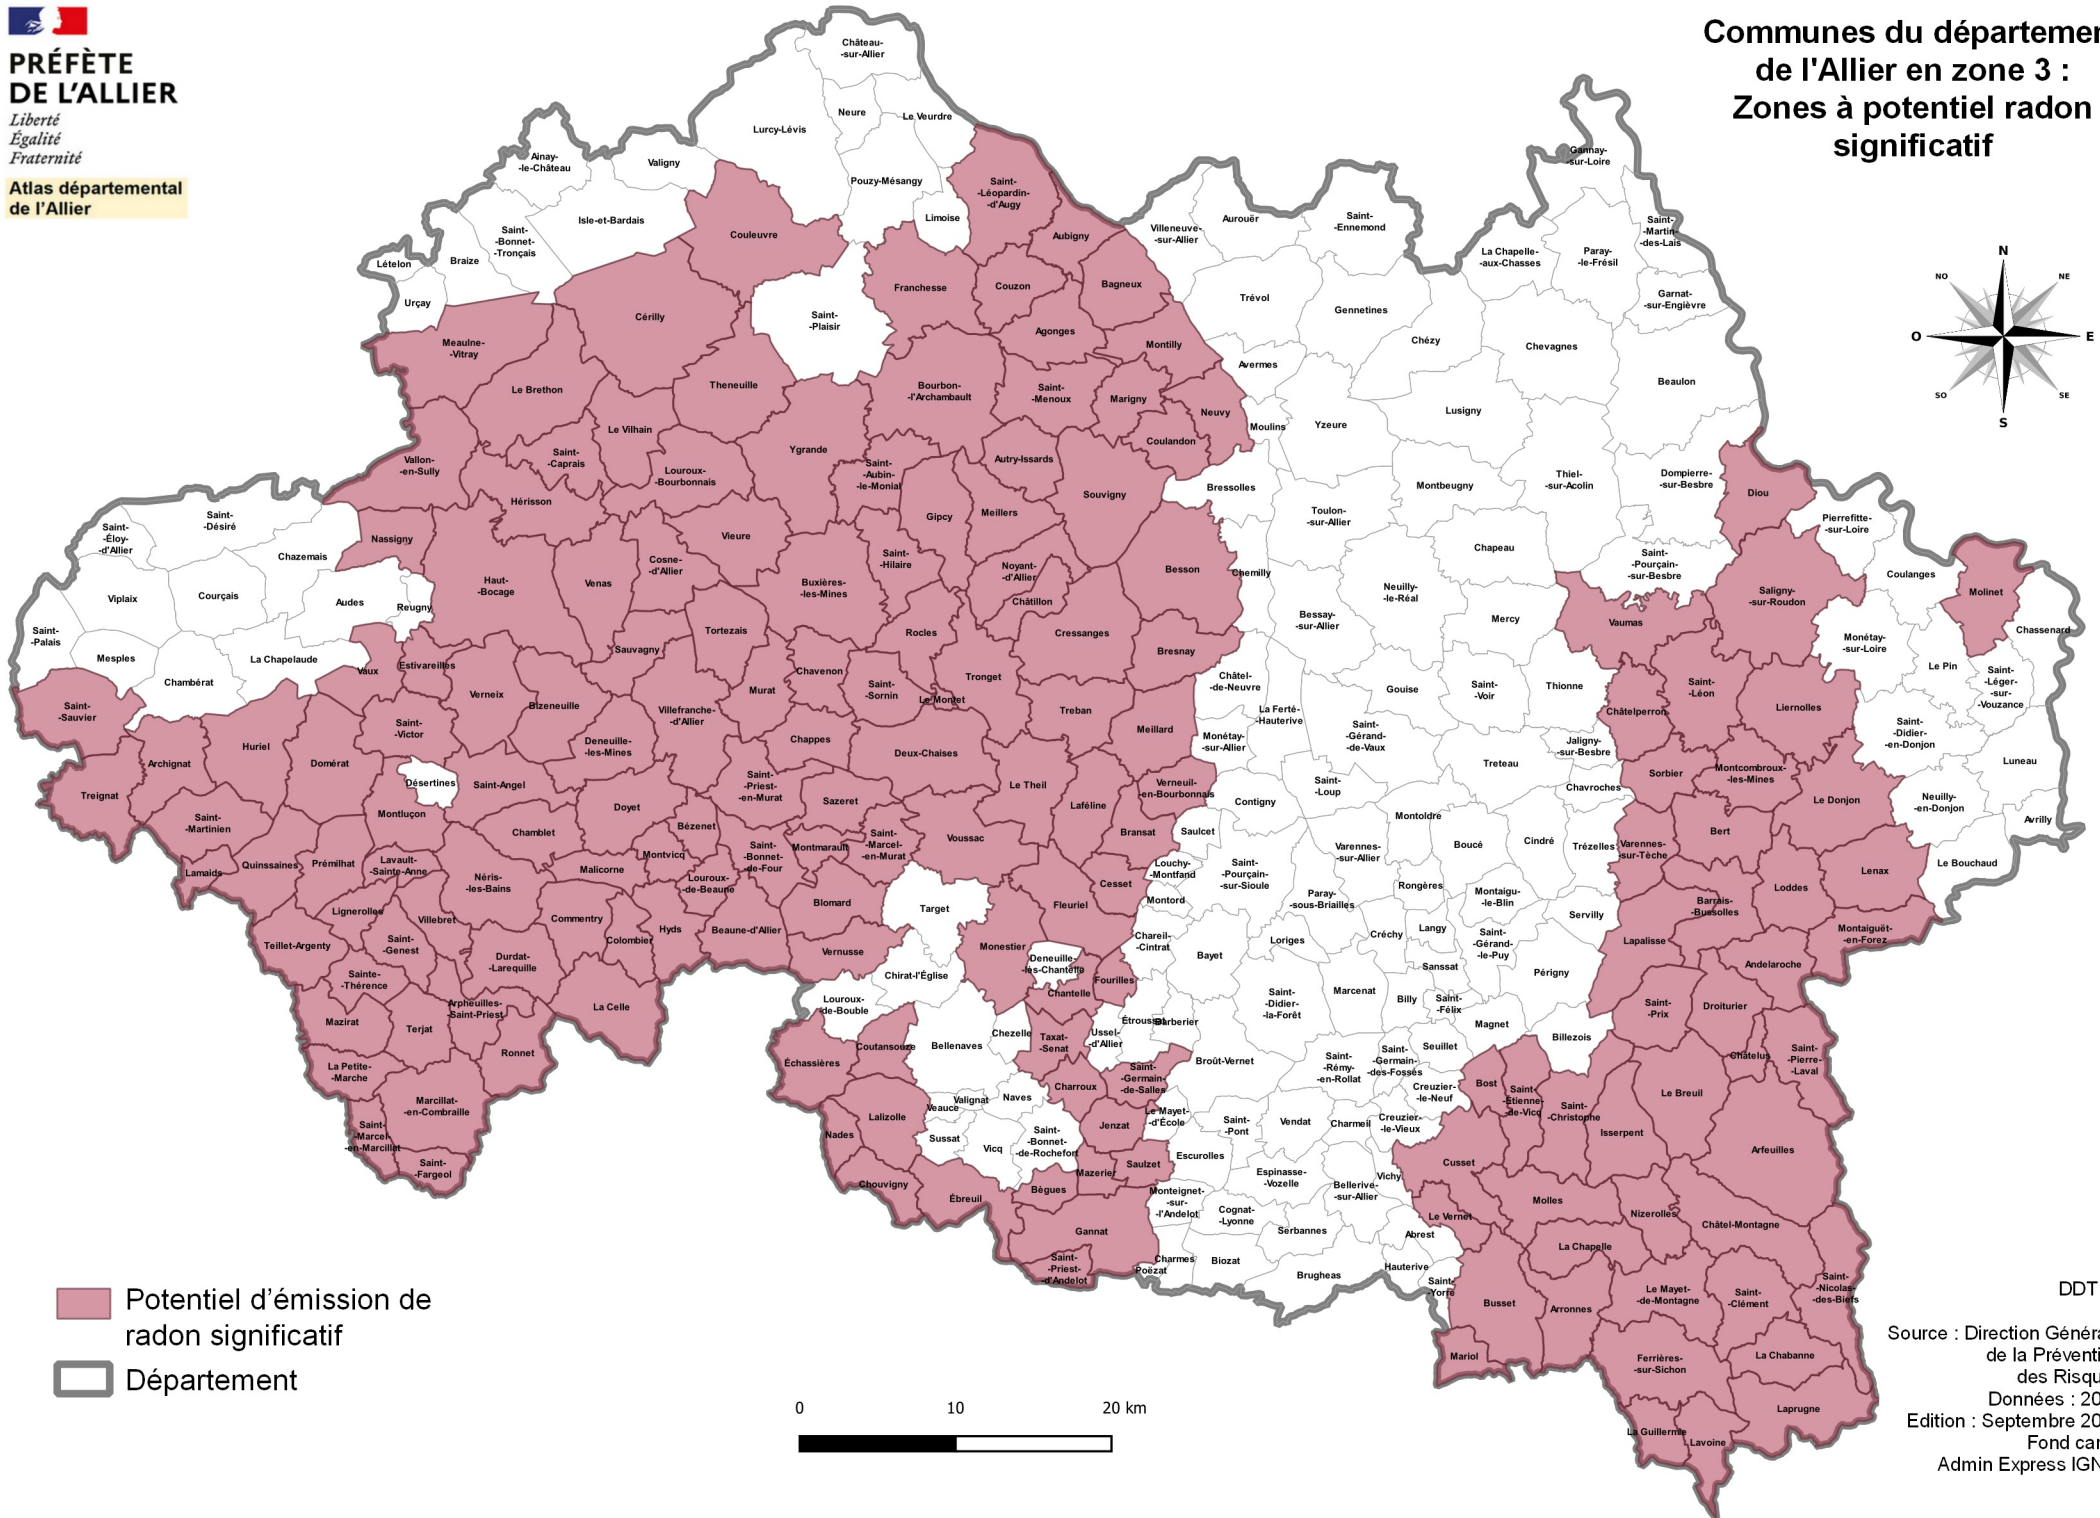 PRÉFÈTE
DE L'ALLIER
Liberté
Égalité
Fraternité
Atlas départemental
de l'Allier
Communes du départemen
de l'Allier en zone 3 :
Zones à potentiel radon
significatif
N
NE
E
SE
S
SO
O
NO
Château-
-sur-Allier
Neure
Le Veurdre
Lurcy-Lévis
Ainay-
-le-Château
Valigny
Pouzy-Mésangy
Limoise
Isle-et-Bardais
Saint-
-Bonnet-
-Tronçais
Braize
Lételon
Urçay
Couleuvre
Saint-
-Léopardin-
-d'Augy
Aubigny
Villeneuve-
-sur-Allier
Aurouër
Saint-
-Ennemond
Gannay-
-sur-Loire
Saint-
-Martin-
-des-Lais
La Chapelle-
-aux-Chasses
Paray-
-le-Frésil
Garnat-
-sur-Engièvre
Franchesse
Couzon
Bagneux
Trévol
Gennetines
Cérilly
Saint-
-Plaisir
Agonges
Montilly
Chézy
Chevagnes
Meaulne-
-Vitray
Le Brethon
Theneuille
Bourbon-
-l'Archambault
Saint-
-Menoux
Marigny
Neuvy
Avermes
Beaulon
Moulins
Yzeure
Lusigny
Le Vilhain
Ygrande
Coulandon
Vallon-
-en-Sully
Saint-
-Caprais
Louroux-
-Bourbonnais
Saint-
-Aubin-
-le-Monial
Autry-Issards
Souvigny
Bressolles
Montbeugny
Thiel-
-sur-Acolin
Dompierre-
-sur-Besbre
Diou
Hérisson
Gipcy
Meillers
Toulon-
-sur-Allier
Pierrefitte-
-sur-Loire
Saint-
-Désiré
Saint-
-Éloy-
-d'Allier
Chazemais
Nassigny
Vieure
Chapeau
Saint-
-Pourçain-
-sur-Besbre
Coulanges
Molinet
Viplaix
Courçais
Audes
Reugny
Haut-
-Bocage
Venas
Cosne-
-d'Allier
Buxières-
-les-Mines
Saint-
-Hilaire
Noyant-
-d'Allier
Châtillon
Besson
Chemilly
Neuilly-
-le-Réal
Bessay-
-sur-Allier
Mercy
Vaumas
Saligny-
-sur-Roudon
Chassenard
Monétay-
-sur-Loire
Saint-
-Palais
Mesples
Chambérat
La Chapelaude
Vaux
Estivareilles
Sauvagny
Tortezais
Rocles
Cressanges
Bresnay
Le Pin
Saint-
-Léger-
-sur-
-Vouzance
Saint-
-Sauvier
Verneix
Bizeneuille
Villefranche-
-d'Allier
Murat
Chavenon
Saint-
-Sornin
Le Montet
Tronget
Treban
Châtel-
-de-Neuvre
La Ferté-
-Hauterive
Gouise
Saint-
-Voir
Thionne
Châtelperron
Saint-
-Léon
Liernolles
Saint-
-Didier-
-en-Donjon
Luneau
Archignat
Huriel
Domérat
Saint-
-Victor
Deneuille-
-les-Mines
Chappes
Deux-Chaises
Meillard
Monétay-
-sur-Allier
Saint-
-Gérand-
-de-Vaux
Treteau
Jaligny-
-sur-Besbre
Chavroches
Sorbier
Montcombroux-
-les-Mines
Le Donjon
Neuilly-
-en-Donjon
Avrilly
Treignat
Désertines
Saint-Angel
Saint-
-Priest-
-en-Murat
Sazeret
Le Theil
Laféline
Verneuil-
-en-Bourbonnais
Contigny
Saint-
-Loup
Saint-
-Martinien
Montluçon
Chamblet
Doyet
Bézenet
Montmarault
Saint-
-Marcel-
-en-Murat
Voussac
Bransat
Saulcet
Montoldre
Varennes-
-sur-Allier
Boucé
Cindré
Trézelles
Varennes-
-sur-Tèche
Bert
Le Bouchaud
Lamaids
Quinssaines
Prémilhat
Lavault-
-Sainte-Anne
Néris-
-les-Bains
Malicorne
Montvicq
Louroux-
-de-Beaune
Saint-
-Bonnet-
-de-Four
Blomard
Target
Fleuriel
Cesset
Louchy-
-Montfand
Montord
Saint-
-Pourçain-
-sur-Sioule
Paray-
-sous-Briailles
Rongères
Montaigu-
-le-Blin
Servilly
Barrais-
-Bussolles
Loddes
Lenax
Teillet-Argenty
Lignerolles
Villebret
Saint-
-Genest
Commentry
Colombier
Hyds
Beaune-d'Allier
Vernusse
Monestier
Deneuille-
-lès-Chantelle
Chareil-
-Cintrat
Bayet
Loriges
Créchy
Langy
Saint-
-Gérand-
-le-Puy
Lapalisse
Montaiguët-
-en-Forez
Andelaroche
Sainte-
-Thérence
Durdat-
-Larequille
La Celle
Chirat-l'Église
Louroux-
-de-Bouble
Chantelle
Fourilles
Saint-
-Didier-
-la-Forêt
Marcenat
Sanssat
Billy
Saint-
-Félix
Périgny
Saint-
-Prix
Droiturier
Mazirat
Terjat
Arpheuilles-
-Saint-Priest
Ronnet
Échassières
Coutansouze
Bellenaves
Chezelle
Taxat-
-Senat
Ussel-
-d'Allier
Étroussat
Barberier
Magnet
Seuillet
Billezois
Châtelus
Saint-
-Pierre-
-Laval
La Petite-
-Marche
Marcillat-
-en-Combraille
Saint-
-Marcel-
-en-Marcillat
Saint-
-Fargeol
Lalizolle
Nades
Veauce
Valignat
Naves
Charroux
Saint-
-Germain-
-de-Salles
Broût-Vernet
Saint-
-Rémy-
-en-Rollat
Saint-
-Germain-
-des-Fossés
Creuzier-
-le-Neuf
Bost
Saint-
-Étienne-
-de-Vicq
Saint-
-Christophe
Isserpent
Le Breuil
Arfeuilles
Sussat
Vicq
Saint-
-Bonnet-
-de-Rochefort
Jenzat
Le Mayet-
-d'École
Saint-
-Pont
Vendat
Charmeil
Creuzier-
-le-Vieux
Chouvigny
Ébreuil
Bègues
Mazerier
Saulzet
Escurolles
Espinasse-
-Vozelle
Bellerive-
-sur-Allier
Vichy
Cusset
Molles
Nizerolles
Châtel-Montagne
Gannat
Monteignet-
-sur-
-l'Andelot
Cognat-
-Lyonne
Serbannes
Le Vernet
Abrest
La Chapelle
Saint-
-Priest-
-d'Andelot
Poëzat
Charmes
Biozat
Brugheas
Hauterive
Saint-
-Yorre
Busset
Arronnes
Le Mayet-
-de-Montagne
Saint-
-Clément
Saint-
-Nicolas-
-des-Biefs
Mariol
Ferrières-
-sur-Sichon
La Chabanne
Laprugne
La Guillermie
Lavoine
Potentiel d'émission de
radon significatif
Département
0
10
20 km
DDT
Source : Direction Généra
de la Préventi
des Risqu
Données : 20
Edition : Septembre 20
Fond car
Admin Express IGN